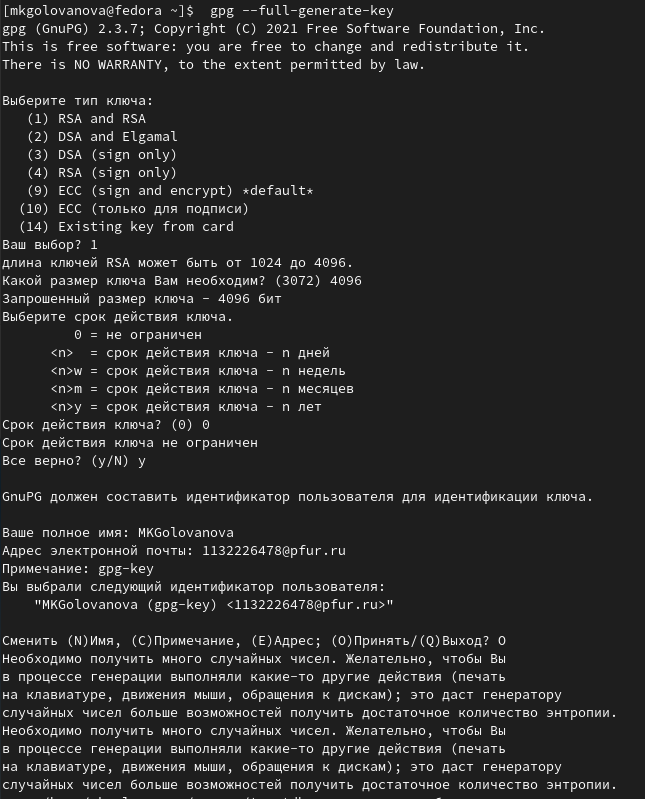 [mkgolovanova@fedora ~]$  gpg --full-generate-key
gpg (GnuPG) 2.3.7; Copyright (C) 2021 Free Software Foundation, Inc.
This is free software: you are free to change and redistribute it.
There is NO WARRANTY, to the extent permitted by law.

Выберите тип ключа:
   (1) RSA and RSA
   (2) DSA and Elgamal
   (3) DSA (sign only)
   (4) RSA (sign only)
   (9) ECC (sign and encrypt) *default*
  (10) ECC (только для подписи)
  (14) Existing key from card
Ваш выбор? 1
длина ключей RSA может быть от 1024 до 4096.
Какой размер ключа Вам необходим? (3072) 4096
Запрошенный размер ключа - 4096 бит
Выберите срок действия ключа.
         0 = не ограничен
      <n>  = срок действия ключа - n дней
      <n>w = срок действия ключа - n недель
      <n>m = срок действия ключа - n месяцев
      <n>y = срок действия ключа - n лет
Срок действия ключа? (0) 0
Срок действия ключа не ограничен
Все верно? (y/N) y

GnuPG должен составить идентификатор пользователя для идентификации ключа.

Ваше полное имя: MKGolovanova
Адрес электронной почты: 1132226478@pfur.ru
Примечание: gpg-key
Вы выбрали следующий идентификатор пользователя:
    "MKGolovanova (gpg-key) <1132226478@pfur.ru>"

Сменить (N)Имя, (C)Примечание, (E)Адрес; (O)Принять/(Q)Выход? O
Необходимо получить много случайных чисел. Желательно, чтобы Вы
в процессе генерации выполняли какие-то другие действия (печать
на клавиатуре, движения мыши, обращения к дискам); это даст генератору
случайных чисел больше возможностей получить достаточное количество энтропии.
Необходимо получить много случайных чисел. Желательно, чтобы Вы
в процессе генерации выполняли какие-то другие действия (печать
на клавиатуре, движения мыши, обращения к дискам); это даст генератору
случайных чисел больше возможностей получить достаточное количество энтропии.